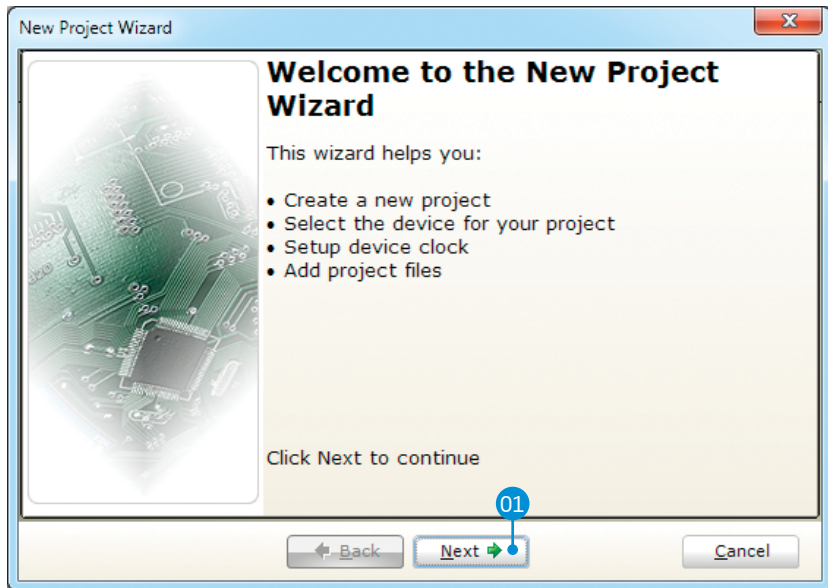 New Project Wizard
Welcome to the New Project
Wizard
This wizard helps you:
• Create a new project
• Select the device for your project
• Setup device clock
• Add project files
Click Next to continue
01
Back Next Cancel